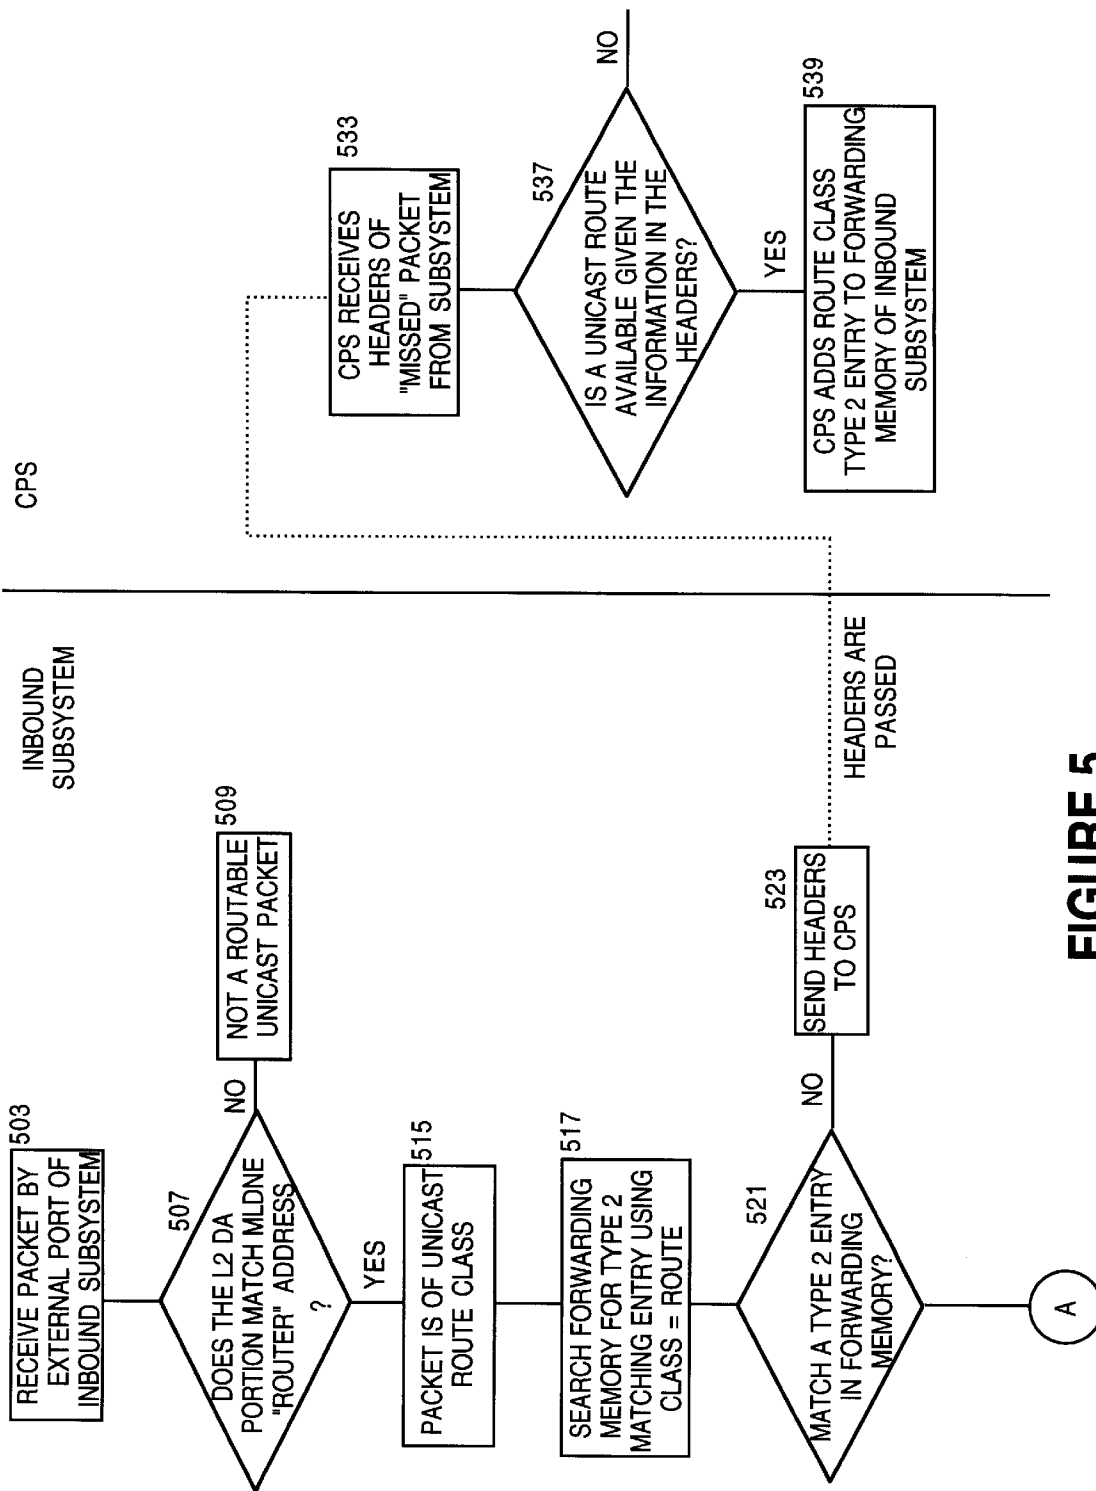 INBOUND
SUBSYSTEM
CPS
503
RECEIVE PACKET BY
EXTERNAL PORT OF
INBOUND SUBSYSTEM
507
DOES THE L2 DA
PORTION MATCH MLDNE
"ROUTER" ADDRESS
?
NO
509
NOT A ROUTABLE
UNICAST PACKET
YES
515
PACKET IS OF UNICAST
ROUTE CLASS
517
SEARCH FORWARDING
MEMORY FOR TYPE 2
MATCHING ENTRY USING
CLASS = ROUTE
521
MATCH A TYPE 2 ENTRY
IN FORWARDING
MEMORY?
NO
523
SEND HEADERS
TO CPS
HEADERS ARE
PASSED
A
533
CPS RECEIVES
HEADERS OF
"MISSED" PACKET
FROM SUBSYSTEM
537
IS A UNICAST ROUTE
AVAILABLE GIVEN THE
INFORMATION IN THE
HEADERS?
NO
YES
539
CPS ADDS ROUTE CLASS
TYPE 2 ENTRY TO FORWARDING
MEMORY OF INBOUND
SUBSYSTEM
FIGURE 5